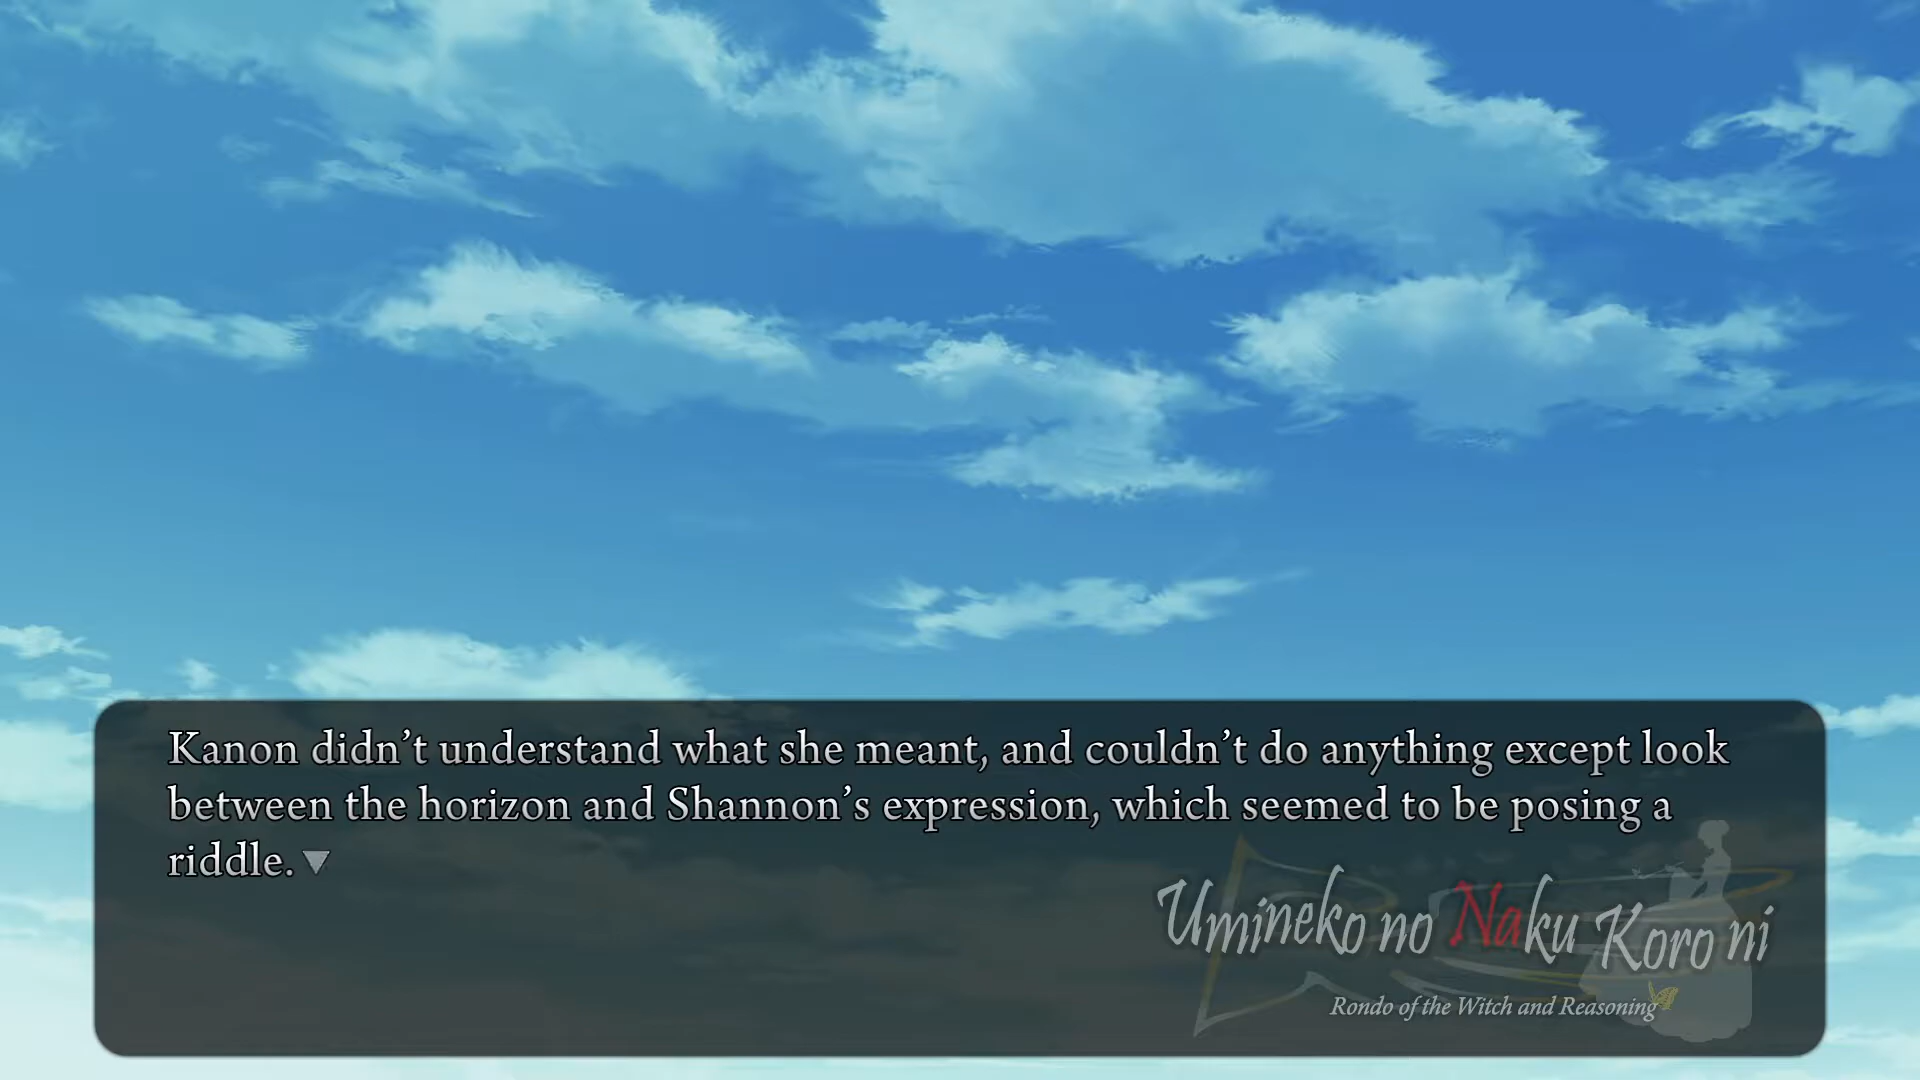 Kanon didn’t understand what she meant, and couldn’t do anything except look
between the horizon and Shannon’s expression, which seemed to be posing a
riddle.
Umineko no Naku Koro ni
Rondo of the Witch and Reasoning